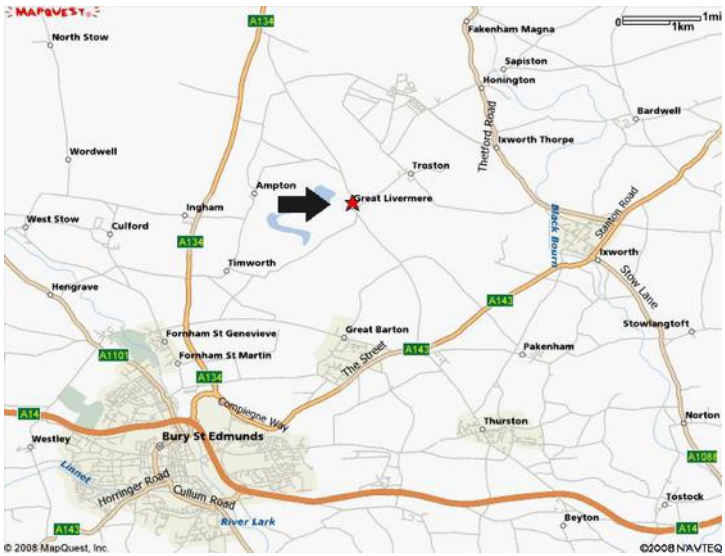 MAPQUEST
A134
Fakenham Magna
0 1mi
1km
North Stow
Sapiston
Honington
Bardwell
Thetford Road
Ixworth Thorpe
Wordwell
Troston
Ampton
Great Livermere
Ingham
West Stow
Culford
A134
Black Bourn
Stanton Road
Ixworth
Timworth
Stow Lane
Hengrave
A143
Fornham St Genevieve
Great Barton
Stowlangtoft
A1101
Fornham St Martin
The Street
A143
Pakenham
A134
Compiegne Way
A14
Thurston
Norton
Westley
Bury St Edmunds
A1088
Linnet
Horringer Road
Cullum Road
Tostock
River Lark
A143
Beyton
A14
© 2008 MapQuest, Inc.
©2008 NAVTEQ